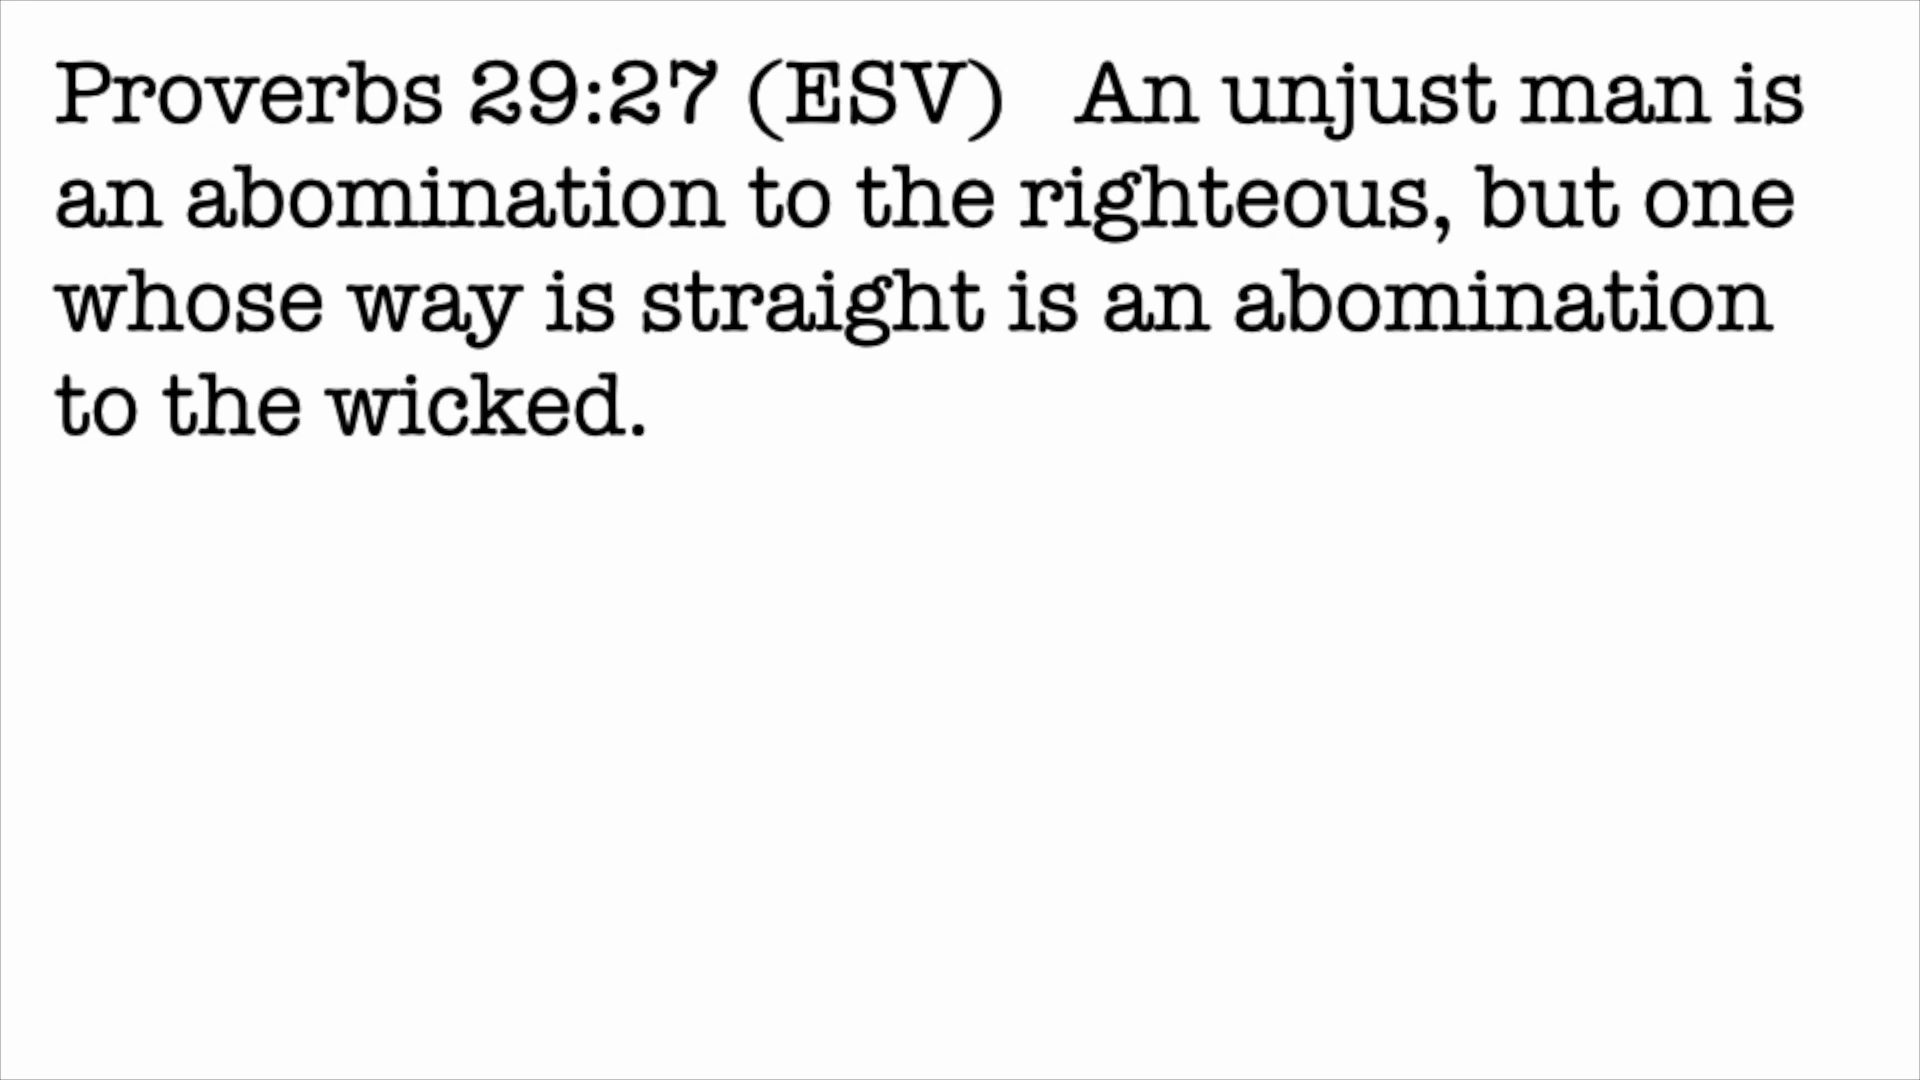 Proverbs 29:27 (ESV)   An unjust man is
an abomination to the righteous, but one
whose way is straight is an abomination
to the wicked.